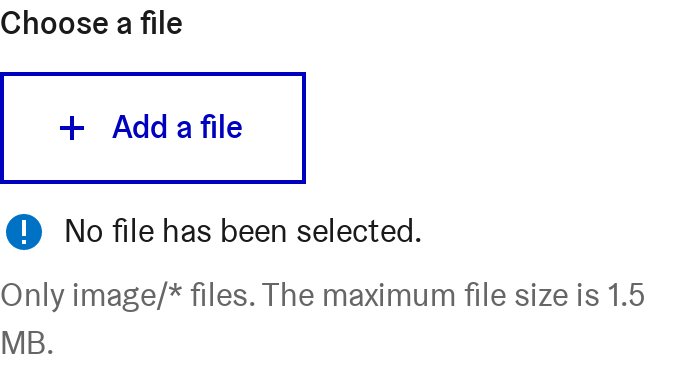 Choose a file
+ Add a file
No file has been selected.
Only image/* files. The maximum file size is 1.5
MB.